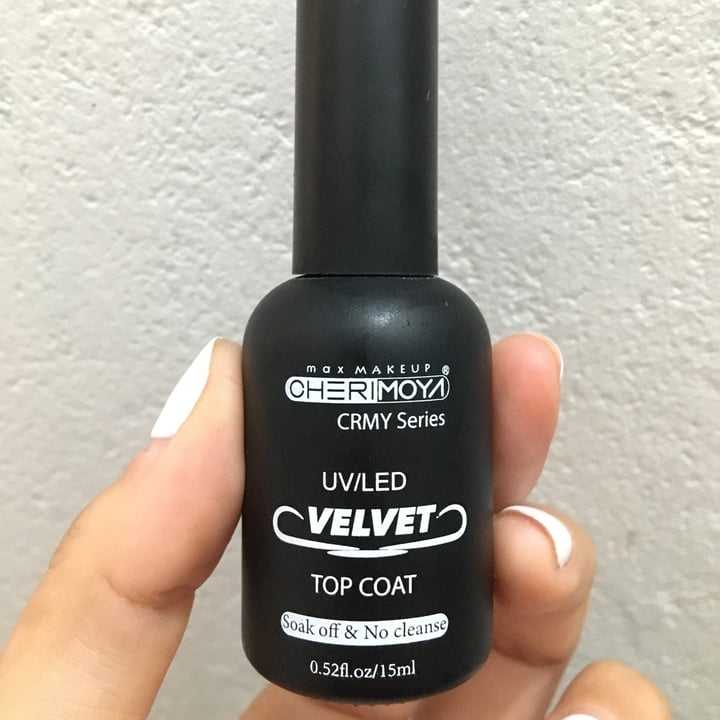 max MAKEUP ®
CHERIMOYA
CRMY Series
UV/LED
VELVET
TOP COAT
Soak off & No cleanse
0.52fl.oz/15ml